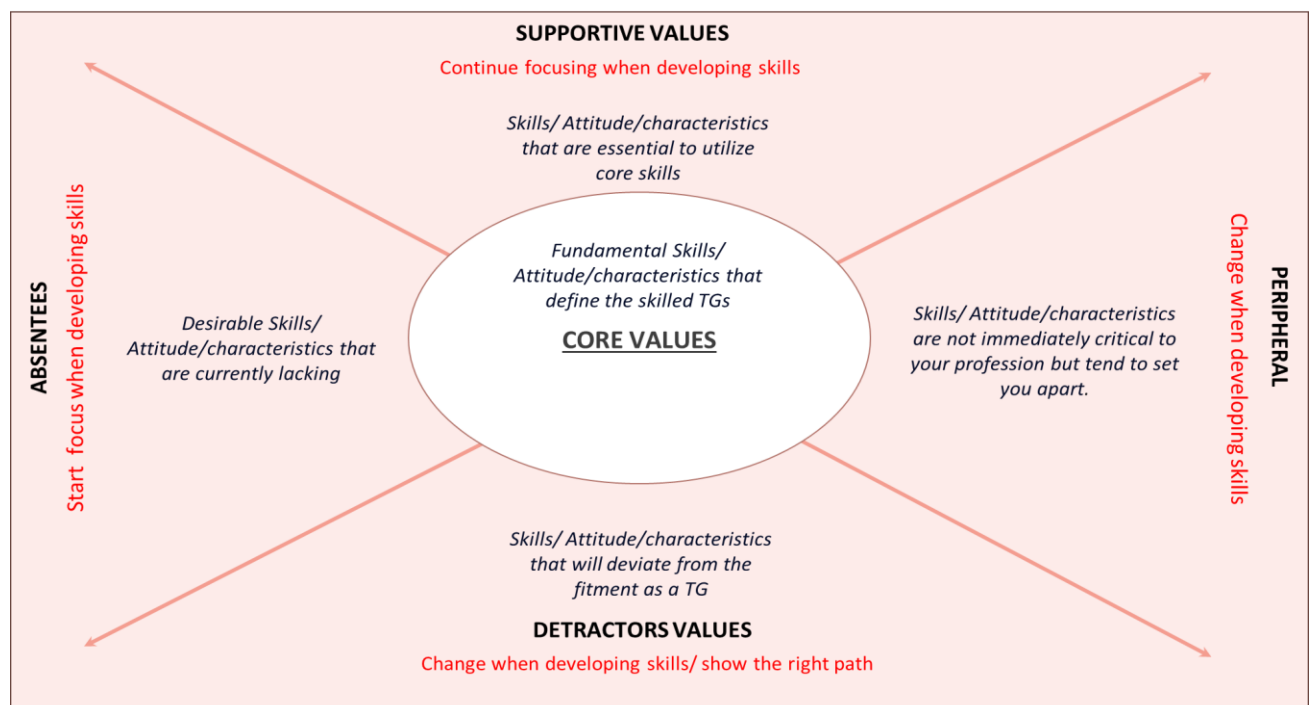 SUPPORTIVE VALUES
Continue focusing when developing skills
Skills/ Attitude/characteristics
that are essential to utilize
core skills
ABSENTEES
Start focus when developing skills
Desirable Skills/
Attitude/characteristics that
are currently lacking
Fundamental Skills/
Attitude/characteristics that
define the skilled TGs
CORE VALUES
Skills/ Attitude/characteristics
are not immediately critical to
your profession but tend to set
you apart.
Change when developing skills
PERIPHERAL
Skills/ Attitude/characteristics
that will deviate from the
fitment as a TG
DETRACTORS VALUES
Change when developing skills/ show the right path